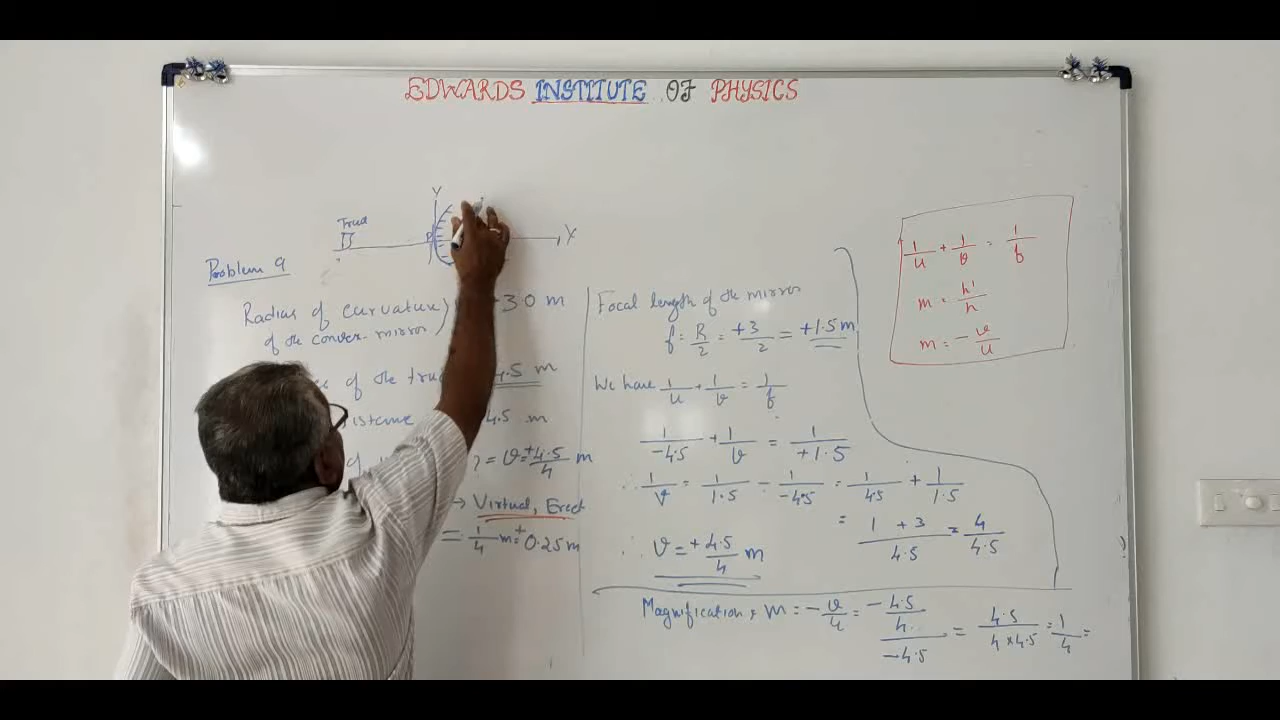 EDWARDS INSTITUTE OF PHYSICS
Y
Truck
P
X
Problem 9
Radius of curvature
of the convex mirror
+3.0 m
of the truck
4.5 m
distance
4.5 m
? = v = +4.5/4 m
→ Virtual, Erect
= 1/4 m = +0.25m
Focal length of the mirror
f = R/2 = +3/2 = +1.5m
We have 1/u + 1/v = 1/f
1/-4.5 + 1/v = 1/+1.5
∴ 1/v = 1/1.5 - 1/-4.5 = 1/4.5 + 1/1.5
= 1 + 3/4.5 = 4/4.5
∴ v = +4.5/4 m
Magnification, m = -v/u = -4.5/4/-4.5 = 4.5/4×4.5 = 1/4 =
1/u + 1/v = 1/f
m = h'/h
m = -v/u